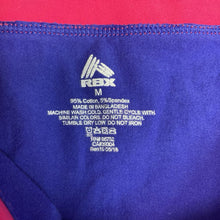 RBX
M
95% Cotton, 5% Spandex
MADE IN BANGLADESH
MACHINE WASH COLD, GENTLE CYCLE WITH
SIMILAR COLORS. DO NOT BLEACH.
TUMBLE DRY LOW. DO NOT IRON